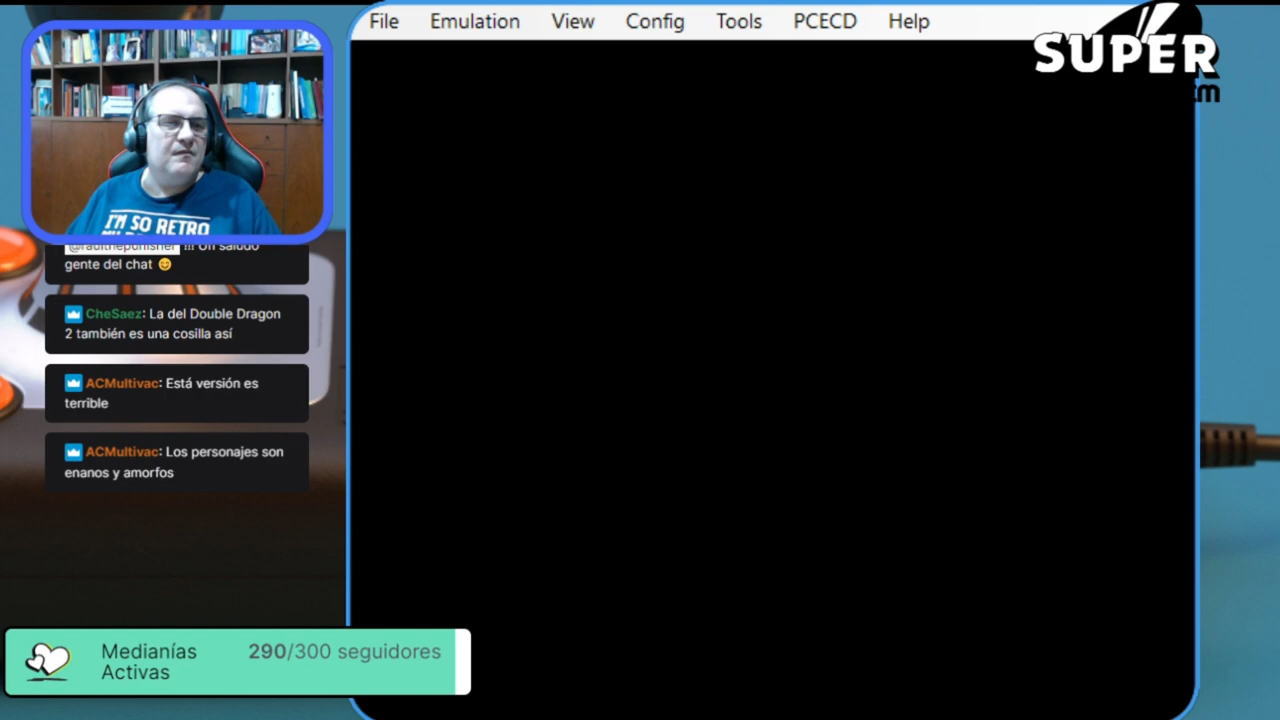 File Emulation View Config Tools PCECD Help
SUPER
I'M SO RETRO
!!! Un saludo
gente del chat 😊
CheSaez: La del Double Dragon
2 también es una cosilla así
ACMultivac: Está versión es
terrible
ACMultivac: Los personajes son
enanos y amorfos
Medianías 290/300 seguidores
Activas